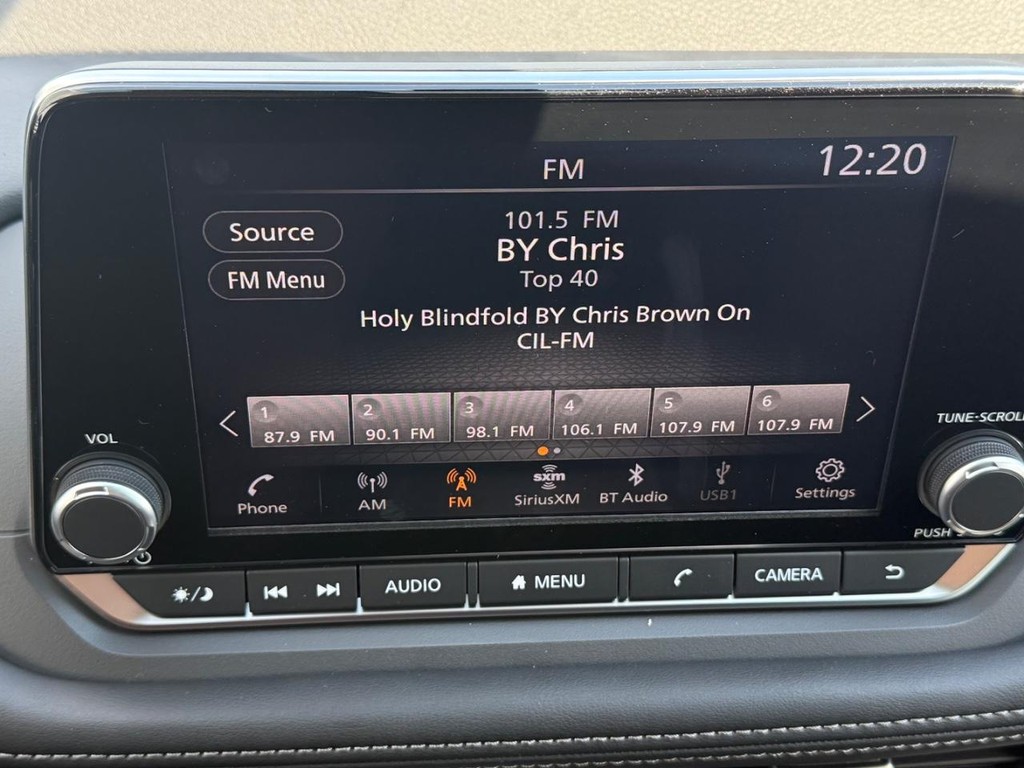 FM
12:20
Source
101.5 FM
BY Chris
FM Menu
Top 40
Holy Blindfold BY Chris Brown On
CIL-FM
1
87.9 FM
2
90.1 FM
3
98.1 FM
4
106.1 FM
5
107.9 FM
6
107.9 FM
VOL
TUNE-SCROLL
Phone
AM
FM
sxm
SiriusXM
BT Audio
USB1
Settings
PUSH
AUDIO
MENU
CAMERA